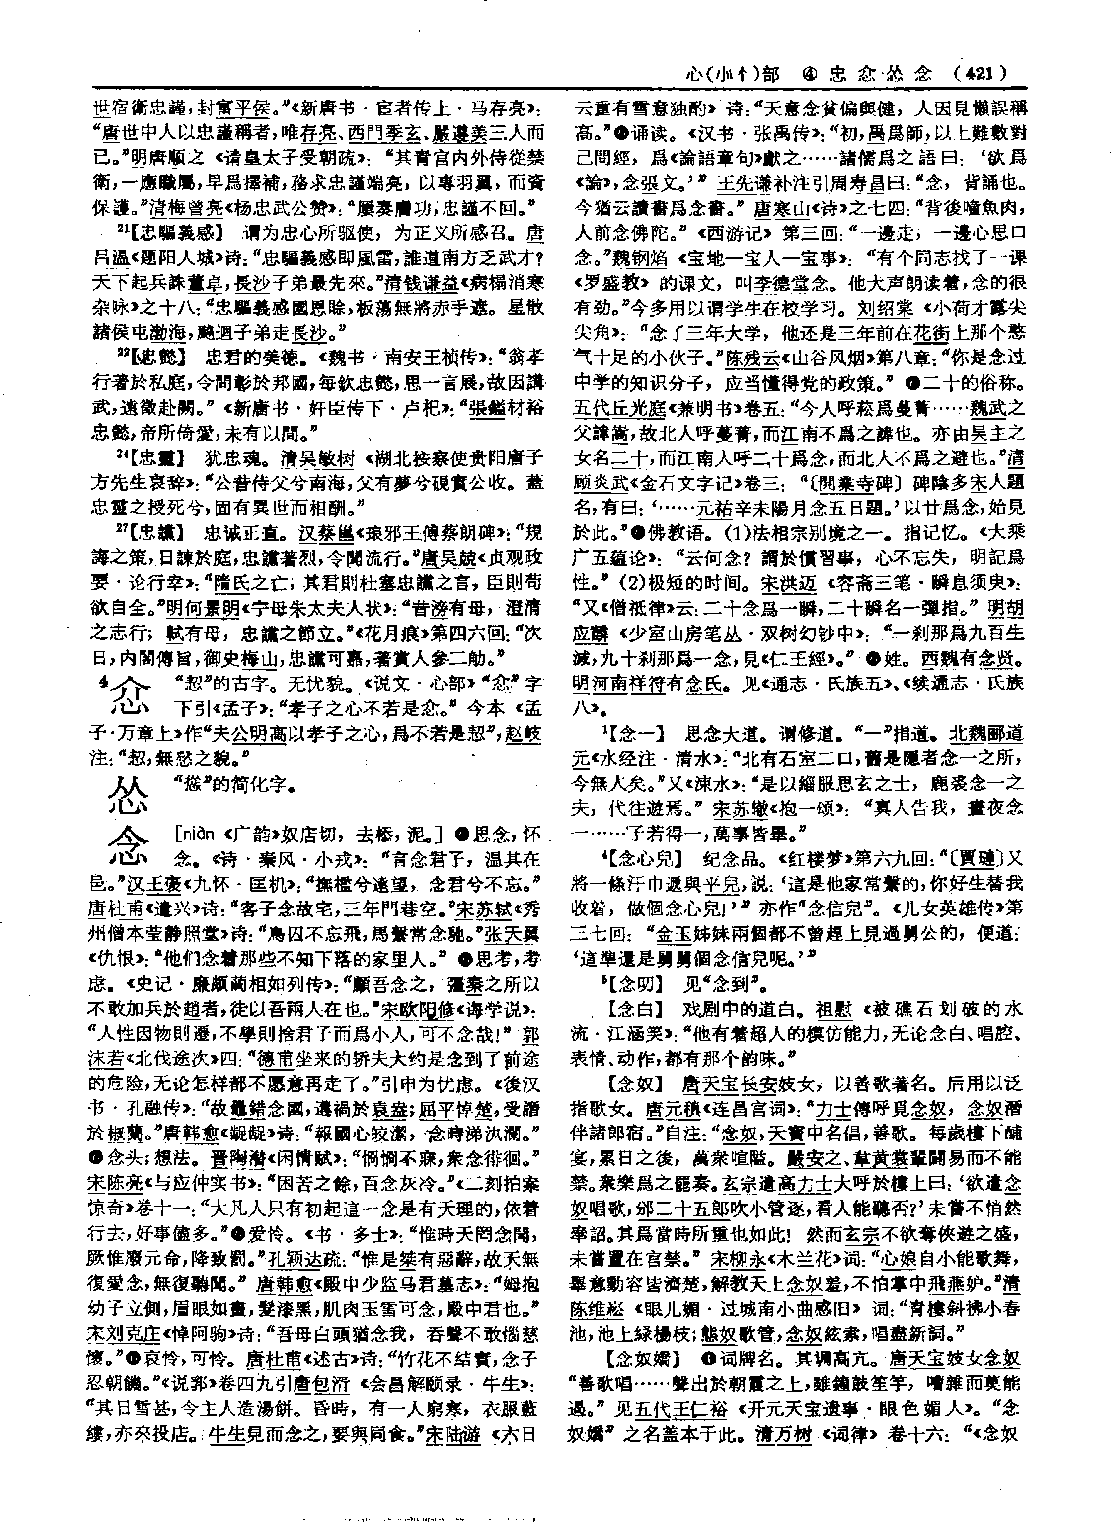 心(小忄)部 ④ 忠 忿 怂 念 (421)
世宿衛忠謹,封富平侯。”《新唐书·宦者传上·马存亮》:
“唐世中人以忠謹稱者,唯存亮、西門季玄、嚴遵美三人而
已。”明唐顺之《请皇太子受朝疏》:“其青宫内外侍從禁
衛,一應職屬,早爲擇補,務求忠謹端亮,以專羽翼,而資
保護。”清梅曾亮《杨忠武公赞》:“屢奏膚功,忠謹不回。”
21【忠驅義感】 谓为忠心所驱使,为正义所感召。唐
吕温《题阳人城》诗:“忠驅義感即風雷,誰道南方乏武才?
天下起兵誅董卓,長沙子弟最先來。”清钱谦益《病榻消寒
杂咏》之十八:“忠驅義感國恩賒,板蕩無將赤手遮。星散
諸侯屯渤海,飈迴子弟走長沙。”
22【忠懿】 忠君的美德。《魏书·南安王桢传》:“翁孝
行著於私庭,令問彰於邦國,每欽忠懿,思一言展,故因講
武,遠徵赴闕。”《新唐书·奸臣传下·卢杞》:“張鎰材裕
忠懿,帝所倚愛,未有以間。”
24【忠靈】 犹忠魂。清吴敏树《湖北按察使贵阳唐子
方先生哀辞》:“公昔侍父兮南海,父有夢兮硯實公收。蓋
忠靈之授死兮,固有異世而相酬。”
27【忠讜】 忠诚正直。汉蔡邕《琅邪王傅蔡朗碑》:“規
誨之策,日諫於庭,忠讜著烈,令聞流行。”唐吴兢《贞观政
要·论行幸》:“隋氏之亡,其君則杜塞忠讜之言,臣則苟
欲自全。”明何景明《宁母朱太夫人状》:“昔滂有母,澄清
之志行;軾有母,忠讜之節立。”《花月痕》第四六回:“次
日,内閣傳旨,御史梅山,忠讜可嘉,著賞人參二觔。”
4 “恝”的古字。无忧貌。《说文·心部》“忿”字
下引《孟子》:“孝子之心不若是忿。”今本《孟
子·万章上》作“夫公明高以孝子之心,爲不若是恝”,赵岐
注:“恝,無愁之貌。”
怂 “慫”的简化字。
念 [niàn《广韵》奴店切,去㮇,泥。] ❶思念,怀
念。《诗·秦风·小戎》:“言念君子,温其在
邑。”汉王褒《九怀·匡机》:“撫檻兮遠望,念君兮不忘。”
唐杜甫《遣兴》诗:“客子念故宅,三年門巷空。”宋苏轼《秀
州僧本莹静照堂》诗:“鳥囚不忘飛,馬繫常念馳。”张天翼
《仇恨》:“他们念着那些不知下落的家里人。” ❷思考,考
虑。《史记·廉颇蔺相如列传》:“顧吾念之,彊秦之所以
不敢加兵於趙者,徒以吾兩人在也。”宋欧阳修《诲学说》:
“人性因物則遷,不學則捨君子而爲小人,可不念哉!”郭
沫若《北伐途次》四:“德甫坐来的轿夫大约是念到了前途
的危险,无论怎样都不愿意再走了。”引申为忧虑。《後汉
书·孔融传》:“故鼂錯念國,遘禍於袁盎;屈平悼楚,受譖
於椒蘭。”唐韩愈《龊龊》诗:“報國心皎潔,念時涕汍瀾。”
❸念头;想法。晋陶潜《闲情赋》:“惘惘不寐,衆念徘徊。”
宋陈亮《与应仲实书》:“困苦之餘,百念灰冷。”《二刻拍案
惊奇》卷十一:“大凡人只有初起這一念是有天理的,依着
行去,好事儘多。”❹爱怜。《书·多士》:“惟時天罔念聞,
厥惟廢元命,降致罰。”孔颖达疏:“惟是桀有惡辭,故天無
復愛念,無復聽聞。” 唐韩愈《殿中少监马君墓志》:“姆抱
幼子立側,眉眼如畫,髮漆黑,肌肉玉雪可念,殿中君也。”
宋刘克庄《悼阿驹》诗:“吾母白頭猶念我,吞聲不敢惱慈
懷。”❺哀怜,可怜。唐杜甫《述古》诗:“竹花不结實,念子
忍朝饑。”《说郛》卷四九引唐包湑《会昌解颐录·牛生》:
“其日雪甚,令主人造湯餅。昏時,有一人窮寒,衣服藍
縷,亦來投店。牛生見而念之,要與同食。”宋陆游《六日
云重有雪意独酌》诗:“天意念貧偏與健,人因見懶誤稱
高。”❻诵读。《汉书·张禹传》:“初,禹爲師,以上難數對
己問經,爲《論語章句》獻之……諸儒爲之語曰:‘欲爲
《論》,念張文。’”王先谦补注引周寿昌曰:“念,背誦也。
今猶云讀書爲念書。”唐寒山《诗》之七四:“背後噇魚肉,
人前念佛陀。”《西游记》第三回:“一邊走,一邊心思口
念。”魏钢焰《宝地一宝人一宝事》:“有个同志找了一课
《罗盛教》的课文,叫李德堂念。他大声朗读着,念的很
有劲。”今多用以谓学生在校学习。刘绍棠《小荷才露尖
尖角》:“念了三年大学,他还是三年前在花街上那个憨
气十足的小伙子。”陈残云《山谷风烟》第八章:“你是念过
中学的知识分子,应当懂得党的政策。” ❼二十的俗称。
五代丘光庭《兼明书》卷五:“今人呼菘爲蔓菁……魏武之
父諱嵩,故北人呼蔓菁,而江南不爲之諱也。亦由吴主之
女名二十,而江南人呼二十爲念,而北人不爲之避也。”清
顾炎武《金石文字记》卷三:“〔開業寺碑〕碑陰多宋人題
名,有曰:‘……元祐辛未陽月念五日題。’以廿爲念,始見
於此。”❽佛教语。(1)法相宗别境之一。指记忆。《大乘
广五蕴论》:“云何念?謂於慣習事,心不忘失,明記爲
性。”(2)极短的时间。宋洪迈《容斋三笔·瞬息须臾》:
“又《僧祇律》云:二十念爲一瞬,二十瞬名一彈指。”明胡
应麟《少室山房笔丛·双树幻钞中》:“一刹那爲九百生
滅,九十刹那爲一念,見《仁王經》。”❾姓。西魏有念贤。
明河南祥符有念氏。见《通志·氏族五》、《续通志·氏族
八》。
1【念一】 思念大道。谓修道。“一”指道。北魏郦道
元《水经注·清水》:“北有石室二口,舊是隱者念一之所,
今無人矣。”又《涑水》:“是以緇服思玄之士,鹿裘念一之
夫,代往遊焉。”宋苏辙《抱一颂》:“真人告我,晝夜念
一……子若得一,萬事皆畢。”
4【念心兒】 纪念品。《红楼梦》第六九回:“〔賈璉〕又
將一條汗巾遞與平兒,説:‘這是他家常繫的,你好生替我
收着,做個念心兒!’”亦作“念信兒”。《儿女英雄传》第
三七回:“金玉姊妹兩個都不曾趕上見過舅公的,便道:
‘這準還是舅舅個念信兒呢。’”
5【念叨】 见“念到”。
【念白】 戏剧中的道白。祖慰《被礁石划破的水
流·江涵笑》:“他有着超人的模仿能力,无论念白、唱腔、
表情、动作,都有那个韵味。”
【念奴】 唐天宝长安妓女,以善歌著名。后用以泛
指歌女。唐元稹《连昌宫词》:“力士傳呼覓念奴,念奴潛
伴諸郎宿。”自注:“念奴,天寶中名倡,善歌。每歲樓下酺
宴,累日之後,萬衆喧隘。嚴安之、韋黄裳輩闢易而不能
禁。衆樂爲之罷奏。玄宗遣高力士大呼於樓上曰:‘欲遣念
奴唱歌,邠二十五郎吹小管逐,看人能聽否?’未嘗不悄然
奉詔。其爲當時所重也如此!然而玄宗不欲奪俠遊之盛,
未嘗置在宫禁。”宋柳永《木兰花》词:“心娘自小能歌舞,
舉意動容皆濟楚,解教天上念奴羞,不怕掌中飛燕妒。”清
陈维崧《眼儿媚·过城南小曲感旧》词:“青樓斜拂小春
池,池上緑楊枝;態奴歌管,念奴絃索,唱盡新詞。”
【念奴嬌】 ❶词牌名。其调高亢。唐天宝妓女念奴
“善歌唱……聲出於朝霞之上,雖鐘鼓笙竽,嘈雜而莫能
遏。”见五代王仁裕《开元天宝遗事·眼色媚人》。“念
奴嬌”之名盖本于此。清万树《词律》卷十六:“《念奴